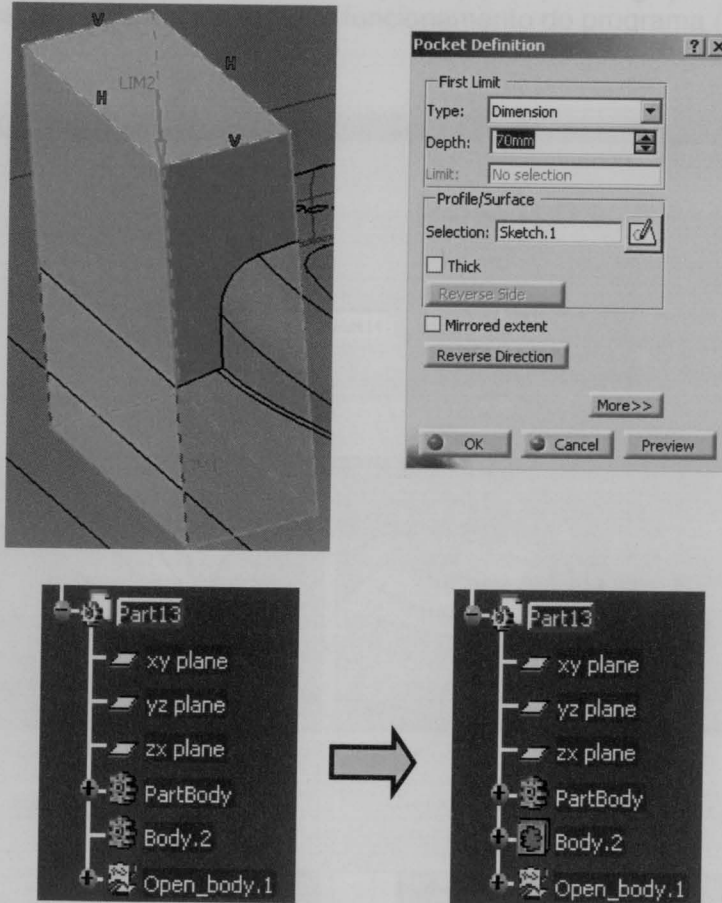 V
LIM2
H
H
V
Pocket Definition
?
First Limit
Type: Dimension
Depth: 70mm
Limit: No selection
Profile/Surface
Selection: Sketch.1
Thick
Reverse Side
Mirrored extent
Reverse Direction
More>>
OK Cancel Preview
Part13
xy plane
yz plane
zx plane
PartBody
Body.2
Open_body.1
Part13
xy plane
yz plane
zx plane
PartBody
Body.2
Open_body.1